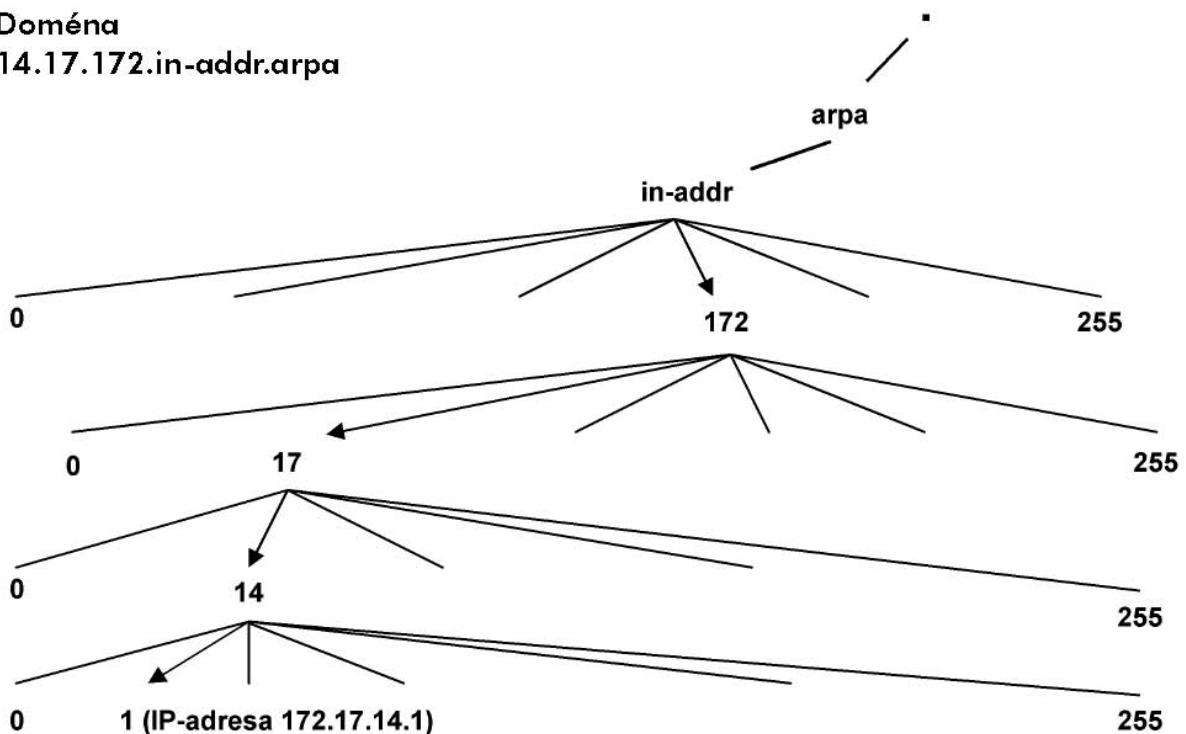 Doména
14.17.172.in-addr.arpa
.
arpa
in-addr
0 172 255
0 17 255
0 14 255
0 1 (IP-adresa 172.17.14.1) 255